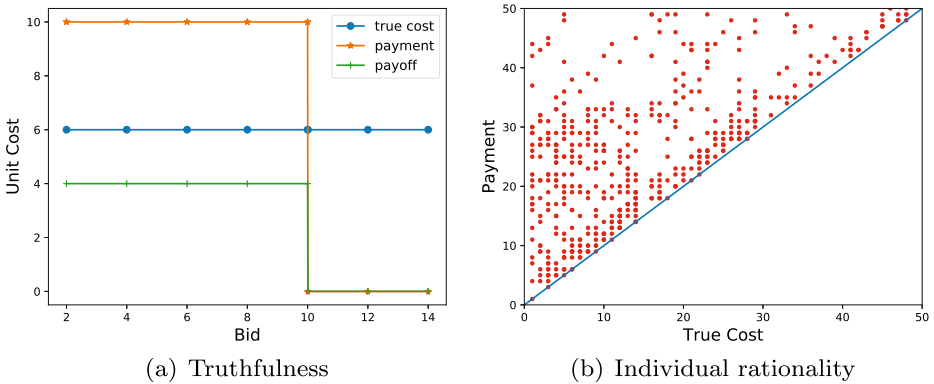 10
8
6
4
2
0
Unit Cost
true cost
payment
payoff
2 4 6 8 10 12 14
Bid
(a) Truthfulness
50
40
30
20
10
0
Payment
0 10 20 30 40 50
True Cost
(b) Individual rationality